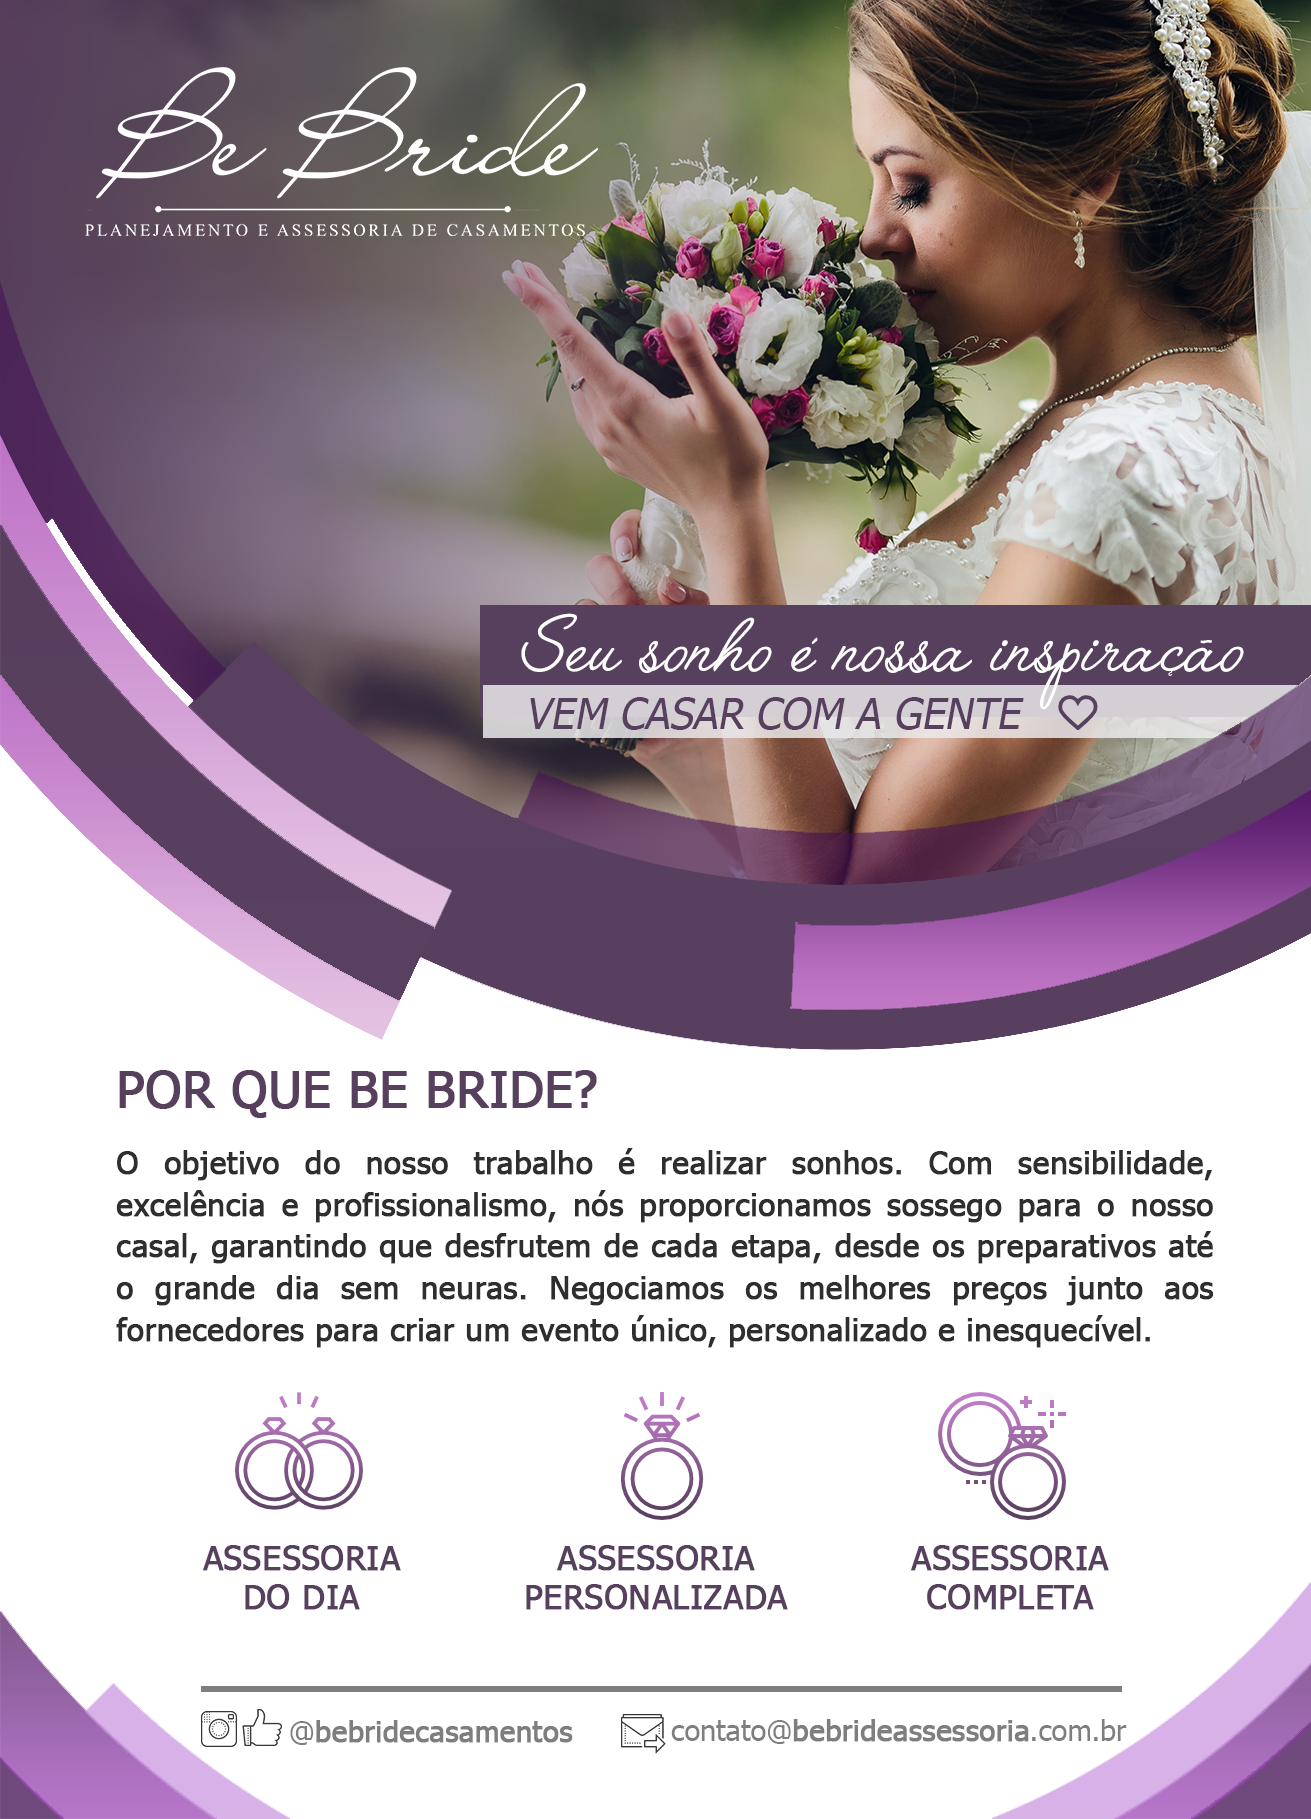 Be Bride
PLANEJAMENTO E ASSESSORIA DE CASAMENTOS
Seu sonho é nossa inspiração
VEM CASAR COM A GENTE
POR QUE BE BRIDE?
O objetivo do nosso trabalho é realizar sonhos. Com sensibilidade,
excelência e profissionalismo, nós proporcionamos sossego para o nosso
casal, garantindo que desfrutem de cada etapa, desde os preparativos até
o grande dia sem neuras. Negociamos os melhores preços junto aos
fornecedores para criar um evento único, personalizado e inesquecível.
ASSESSORIA
DO DIA
ASSESSORIA
PERSONALIZADA
ASSESSORIA
COMPLETA
@bebridecasamentos
contato@bebrideassessoria.com.br